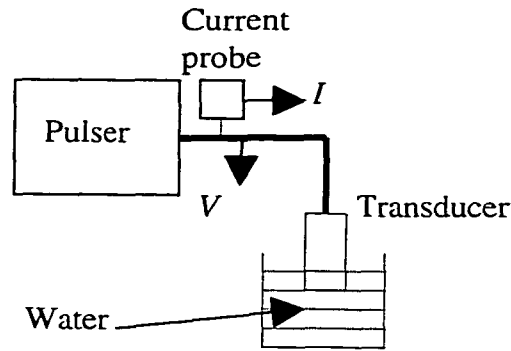 Current
probe
I
Pulser
V
Transducer
Water